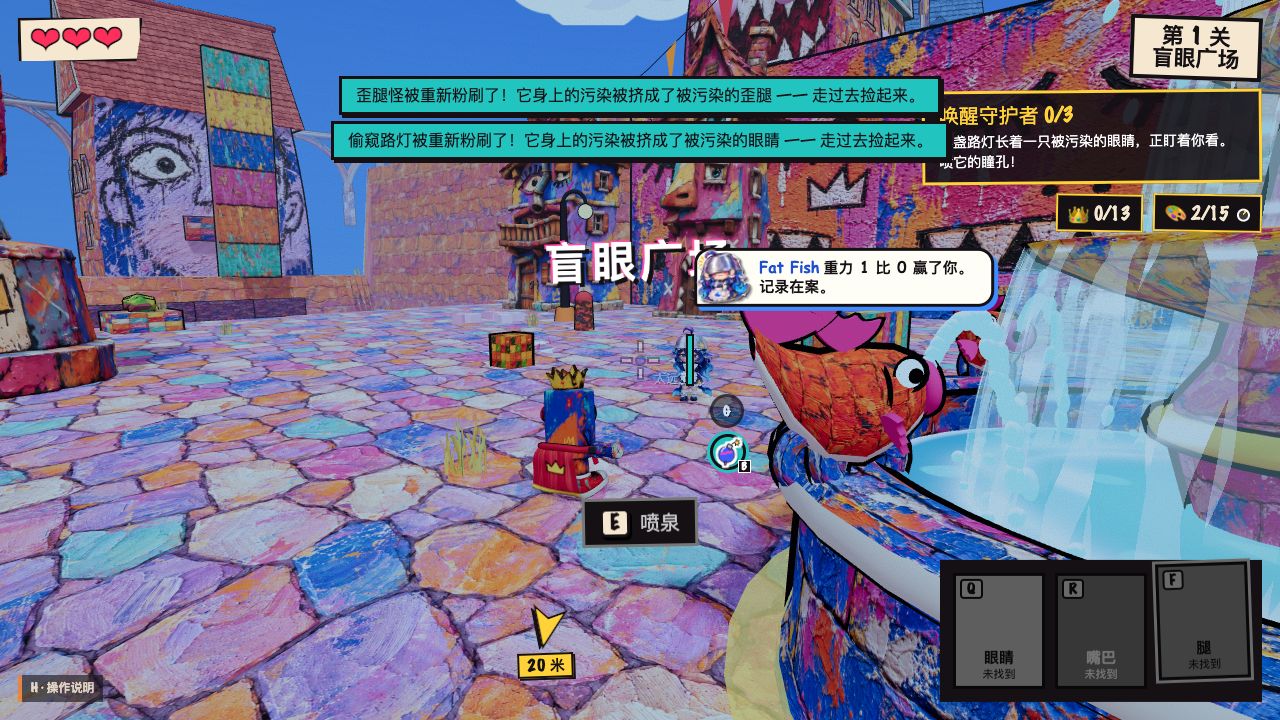 第 1 关
盲眼广场
歪腿怪被重新粉刷了！它身上的污染被挤成了被污染的歪腿 —— 走过去捡起来。
偷窥路灯被重新粉刷了！它身上的污染被挤成了被污染的眼睛 —— 走过去捡起来。
唤醒守护者 0/3
盏路灯长着一只被污染的眼睛，正盯着你看。
喷它的瞳孔！
0/13
2/15
盲眼广场
Fat Fish 重力 1 比 0 赢了你。
记录在案。
E 喷泉
20 米
H · 操作说明
Q
眼睛
未找到
R
嘴巴
未找到
F
腿
未找到